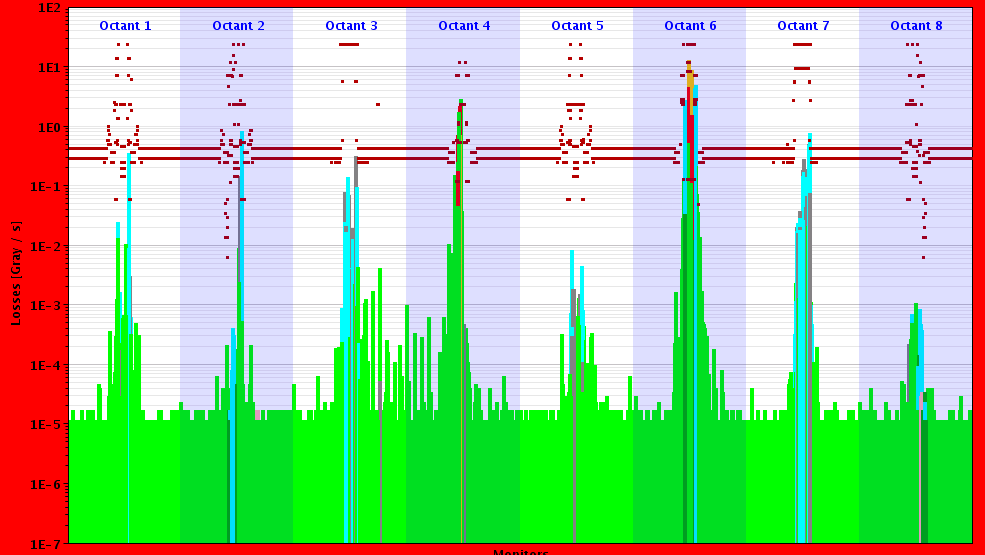 1E2
Octant 1 Octant 2 Octant 3 Octant 4 Octant 5 Octant 6 Octant 7 Octant 8
1E1
1E0
1E-1
1E-2
1E-3
1E-4
1E-5
1E-6
1E-7
Losses [Gray / s]
Monitors